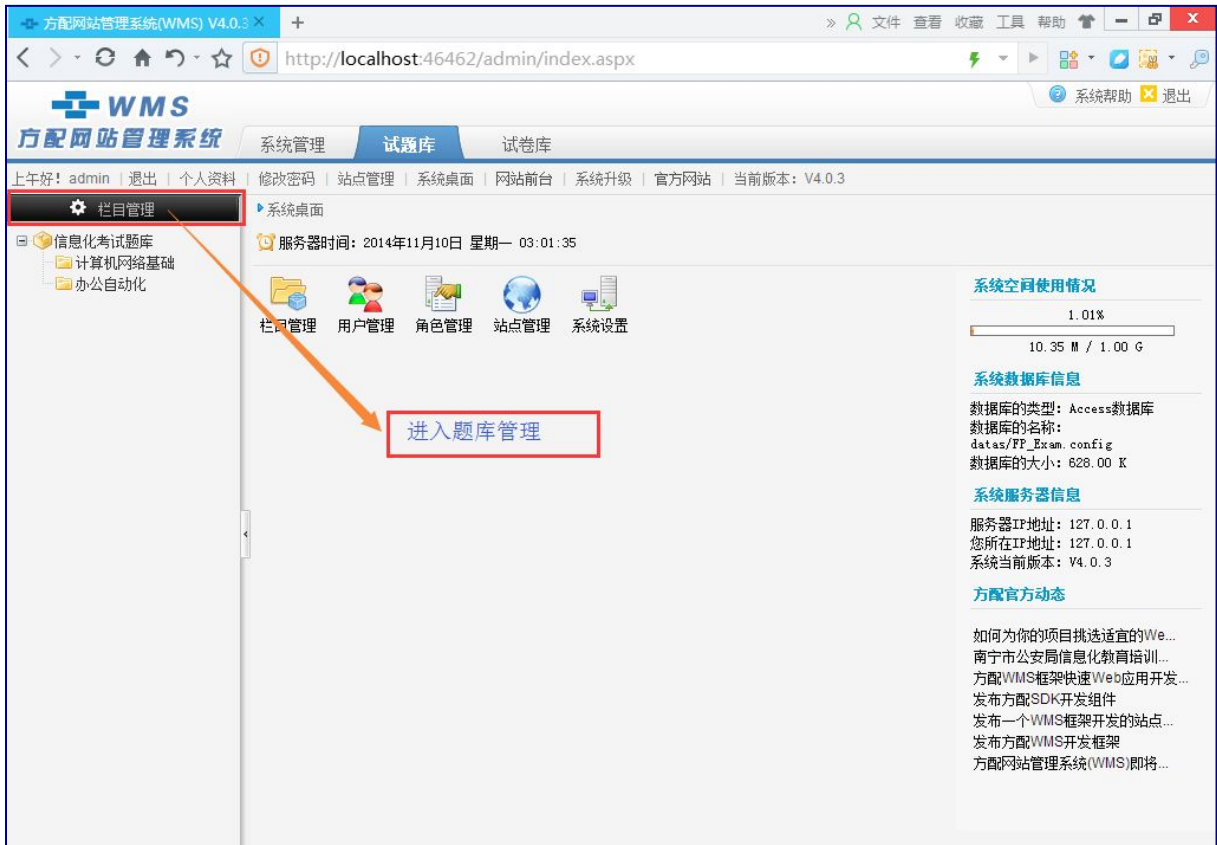 方配网站管理系统(WMS) V4.0.3 × +
» 文件 查看 收藏 工具 帮助
http://localhost:46462/admin/index.aspx
系统帮助 退出
WMS
方配网站管理系统
系统管理 试题库 试卷库
上午好! admin | 退出 | 个人资料 | 修改密码 | 站点管理 | 系统桌面 | 网站前台 | 系统升级 | 官方网站 | 当前版本: V4.0.3
栏目管理
系统桌面
信息化考试题库
计算机网络基础
办公自动化
服务器时间: 2014年11月10日 星期一 03:01:35
栏目管理 用户管理 角色管理 站点管理 系统设置
进入题库管理
系统空间使用情况
1.01%
10.35 M / 1.00 G
系统数据库信息
数据库的类型: Access数据库
数据库的名称:
datas/FP_Exam.config
数据库的大小: 628.00 K
系统服务器信息
服务器IP地址: 127.0.0.1
您所在IP地址: 127.0.0.1
系统当前版本: V4.0.3
方配官方动态
如何为你的项目挑选适宜的We...
南宁市公安局信息化教育培训...
方配WMS框架快速Web应用开发...
发布方配SDK开发组件
发布一个WMS框架开发的站点...
发布方配WMS开发框架
方配网站管理系统(WMS)即将...